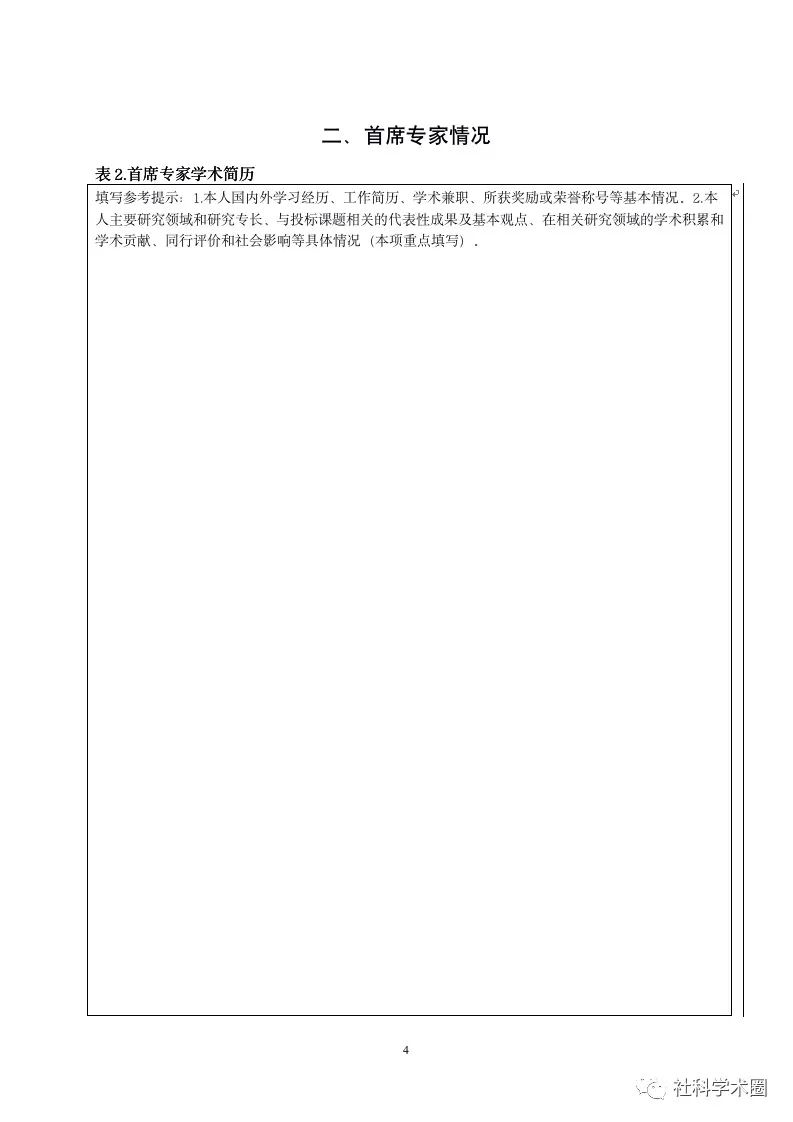 二、首席专家情况
表 2.首席专家学术简历
填写参考提示：1.本人国内外学习经历、工作简历、学术兼职、所获奖励或荣誉称号等基本情况。2.本
人主要研究领域和研究专长、与投标课题相关的代表性成果及基本观点、在相关研究领域的学术积累和
学术贡献、同行评价和社会影响等具体情况（本项重点填写）.
4
社科学术圈